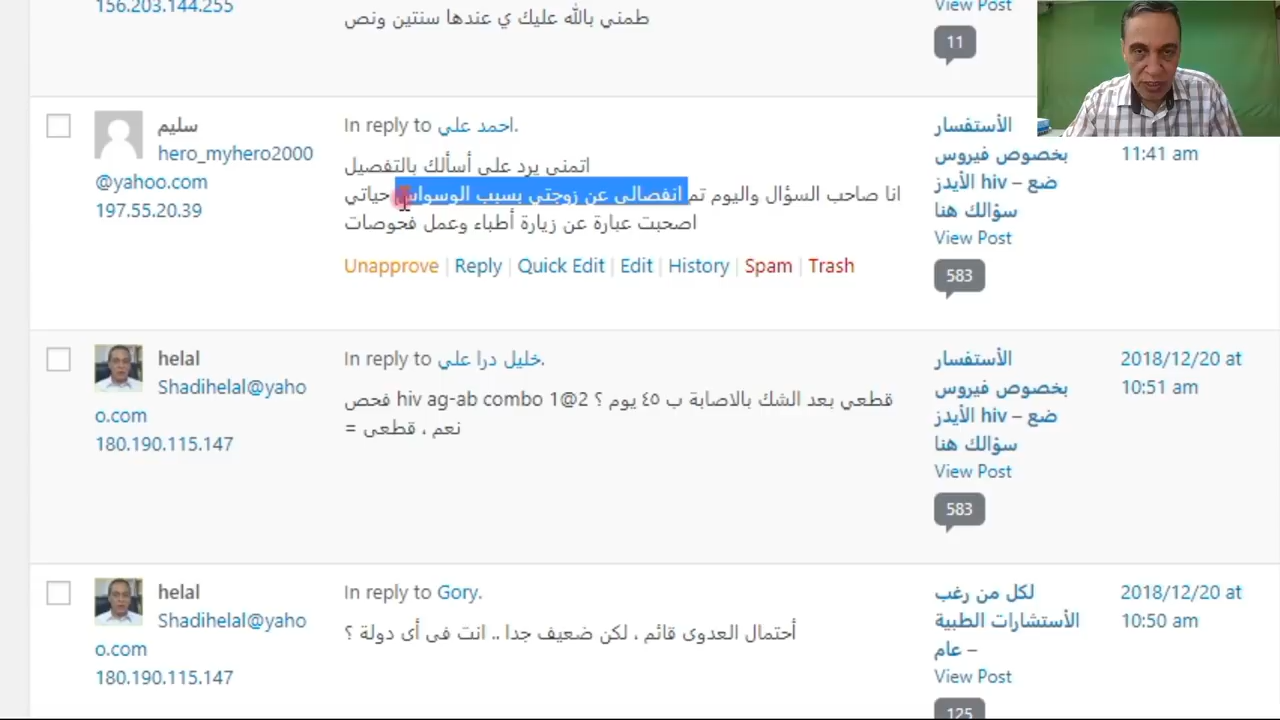 156.203.144.255
طمني بالله عليك ي عندها سنتين ونص
View Post
11
سليم
hero_myhero2000
@yahoo.com
197.55.20.39
In reply to احمد علي.
اتمنى يرد على أسألك بالتفصيل
انا صاحب السؤال واليوم تم انفصالى عن زوجتي بسبب الوسواس حياتي
اصحبت عبارة عن زيارة أطباء وعمل فحوصات
Unapprove | Reply | Quick Edit | Edit | History | Spam | Trash
الأستفسار
بخصوص فيروس
ضع – hiv الأيدز
سؤالك هنا
View Post
583
11:41 am
helal
Shadihelal@yaho
o.com
180.190.115.147
In reply to خليل درا علي.
قطعي بعد الشك بالاصابة ب ٤٥ يوم ؟ hiv ag-ab combo 1@2 فحص
نعم ، قطعى =
الأستفسار
بخصوص فيروس
ضع – hiv الأيدز
سؤالك هنا
View Post
583
2018/12/20 at
10:51 am
helal
Shadihelal@yaho
o.com
180.190.115.147
In reply to Gory.
أحتمال العدوى قائم ، لكن ضعيف جدا .. انت فى أى دولة ؟
لكل من رغب
الأستشارات الطبية
– عام
View Post
125
2018/12/20 at
10:50 am